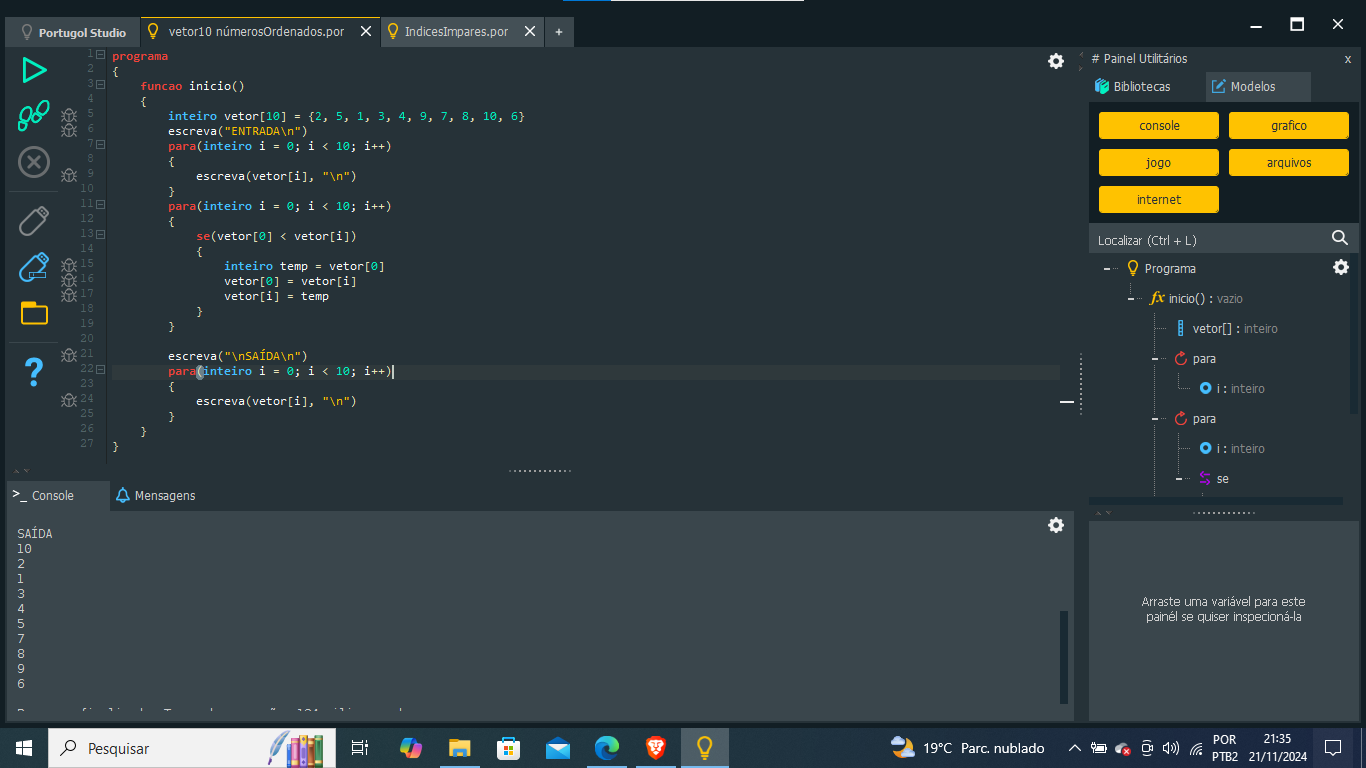 Portugol Studio
vetor10 númerosOrdenados.por
IndicesImpares.por
+
1 programa
2 {
3 funcao inicio()
4 {
5 inteiro vetor[10] = {2, 5, 1, 3, 4, 9, 7, 8, 10, 6}
6 escreva("ENTRADA\n")
7 para(inteiro i = 0; i < 10; i++)
8 {
9 escreva(vetor[i], "\n")
10 }
11 para(inteiro i = 0; i < 10; i++)
12 {
13 se(vetor[0] < vetor[i])
14 {
15 inteiro temp = vetor[0]
16 vetor[0] = vetor[i]
17 vetor[i] = temp
18 }
19 }
20
21 escreva("\nSAÍDA\n")
22 para(inteiro i = 0; i < 10; i++)
23 {
24 escreva(vetor[i], "\n")
25 }
26 }
27 }
# Painel Utilitários
x
Bibliotecas
Modelos
console
grafico
jogo
arquivos
internet
Localizar (Ctrl + L)
Programa
fx inicio() : vazio
vetor[] : inteiro
para
i : inteiro
para
i : inteiro
se
Arraste uma variável para este
painél se quiser inspecioná-la
>_ Console
Mensagens
SAÍDA
10
2
1
3
4
5
7
8
9
6
Pesquisar
19°C Parc. nublado
POR
PTB2
21:35
21/11/2024